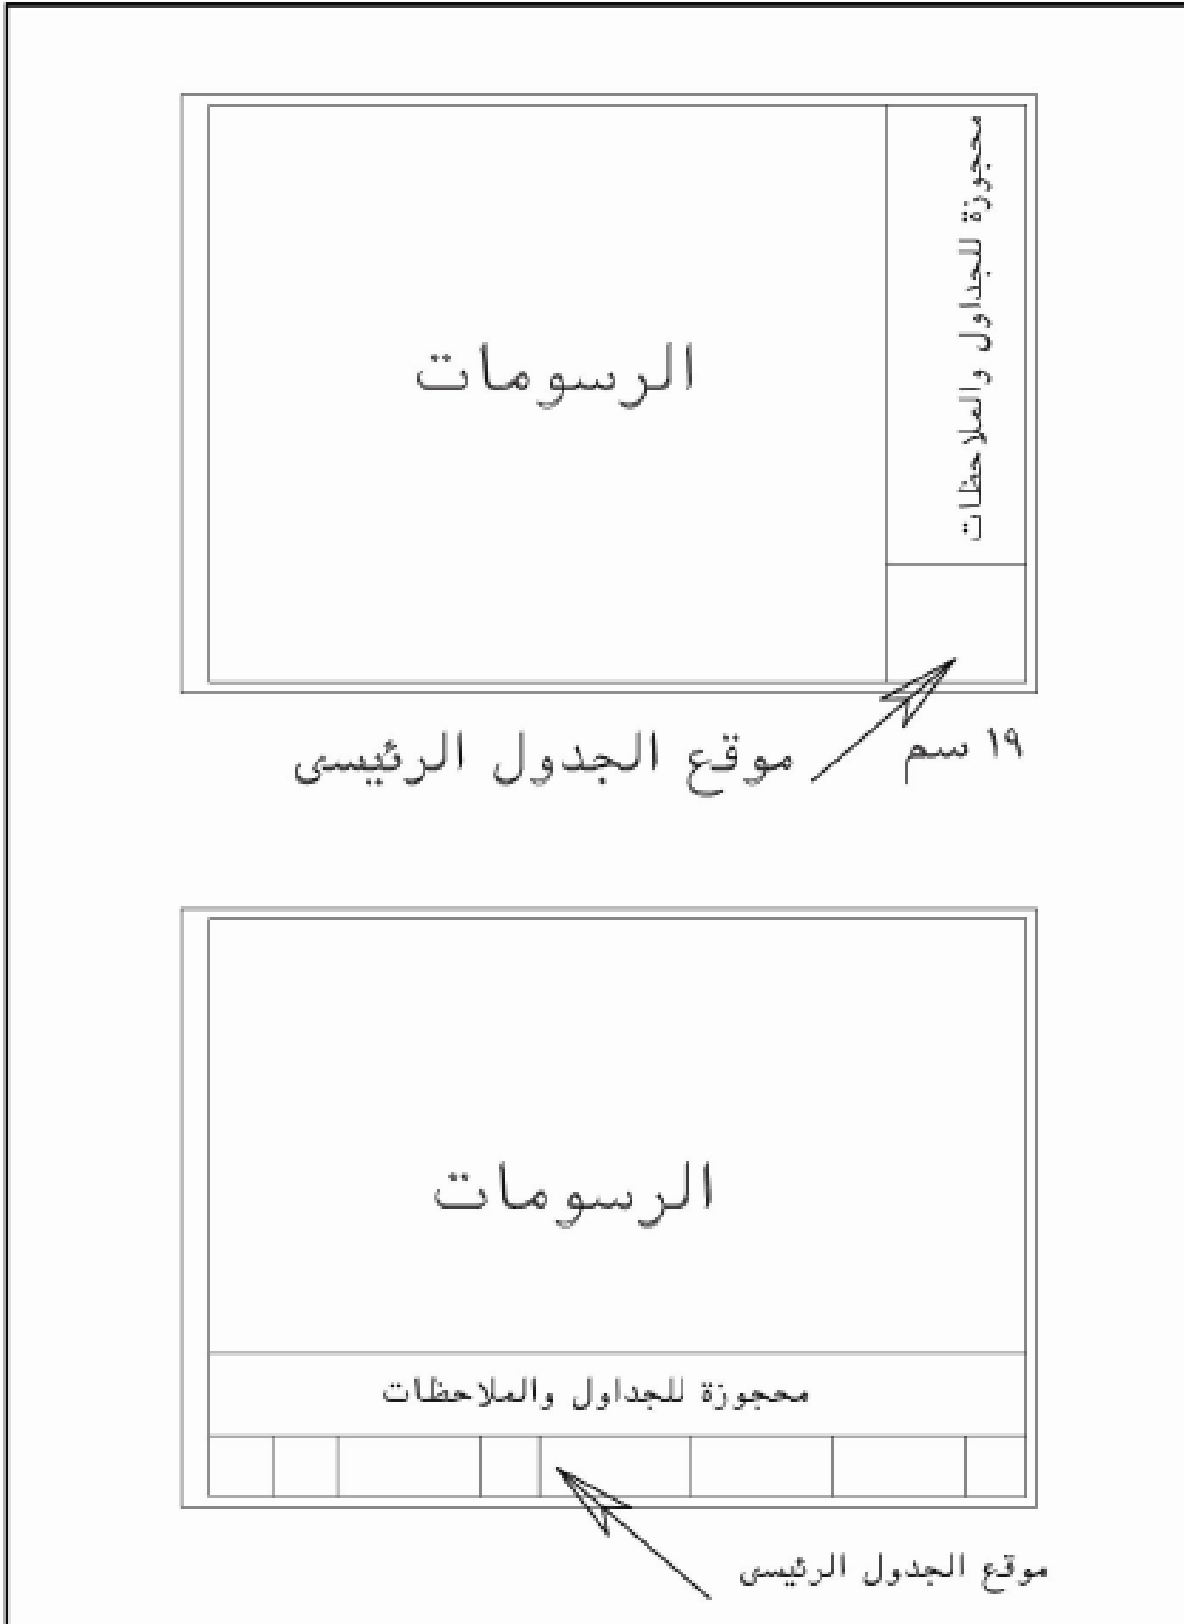 محجوزة للجداول والملاحظات
الرسومات
١٩ سم
موقع الجدول الرئيسى
الرسومات
محجوزة للجداول والملاحظات
موقع الجدول الرئيسى